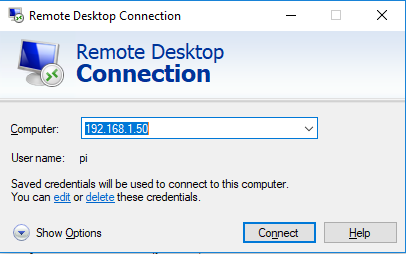 Remote Desktop Connection
Remote Desktop
Connection
Computer: 192.168.1.50
User name: pi
Saved credentials will be used to connect to this computer.
You can edit or delete these credentials.
Show Options Connect Help